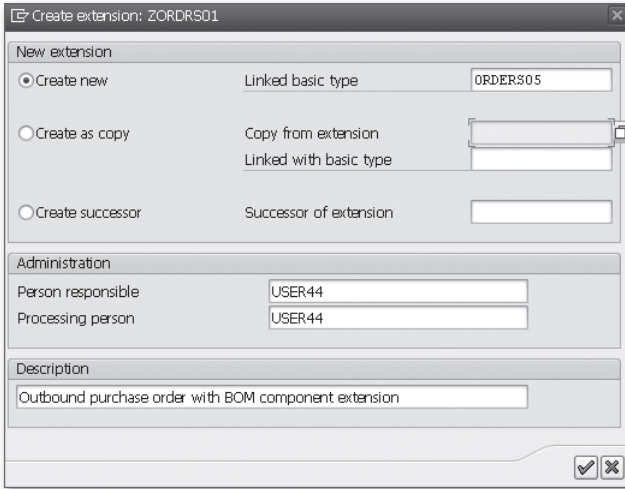 Create extension: ZORDRS01
New extension
Create new Linked basic type ORDERS05
Create as copy Copy from extension
Linked with basic type
Create successor Successor of extension
Administration
Person responsible USER44
Processing person USER44
Description
Outbound purchase order with BOM component extension